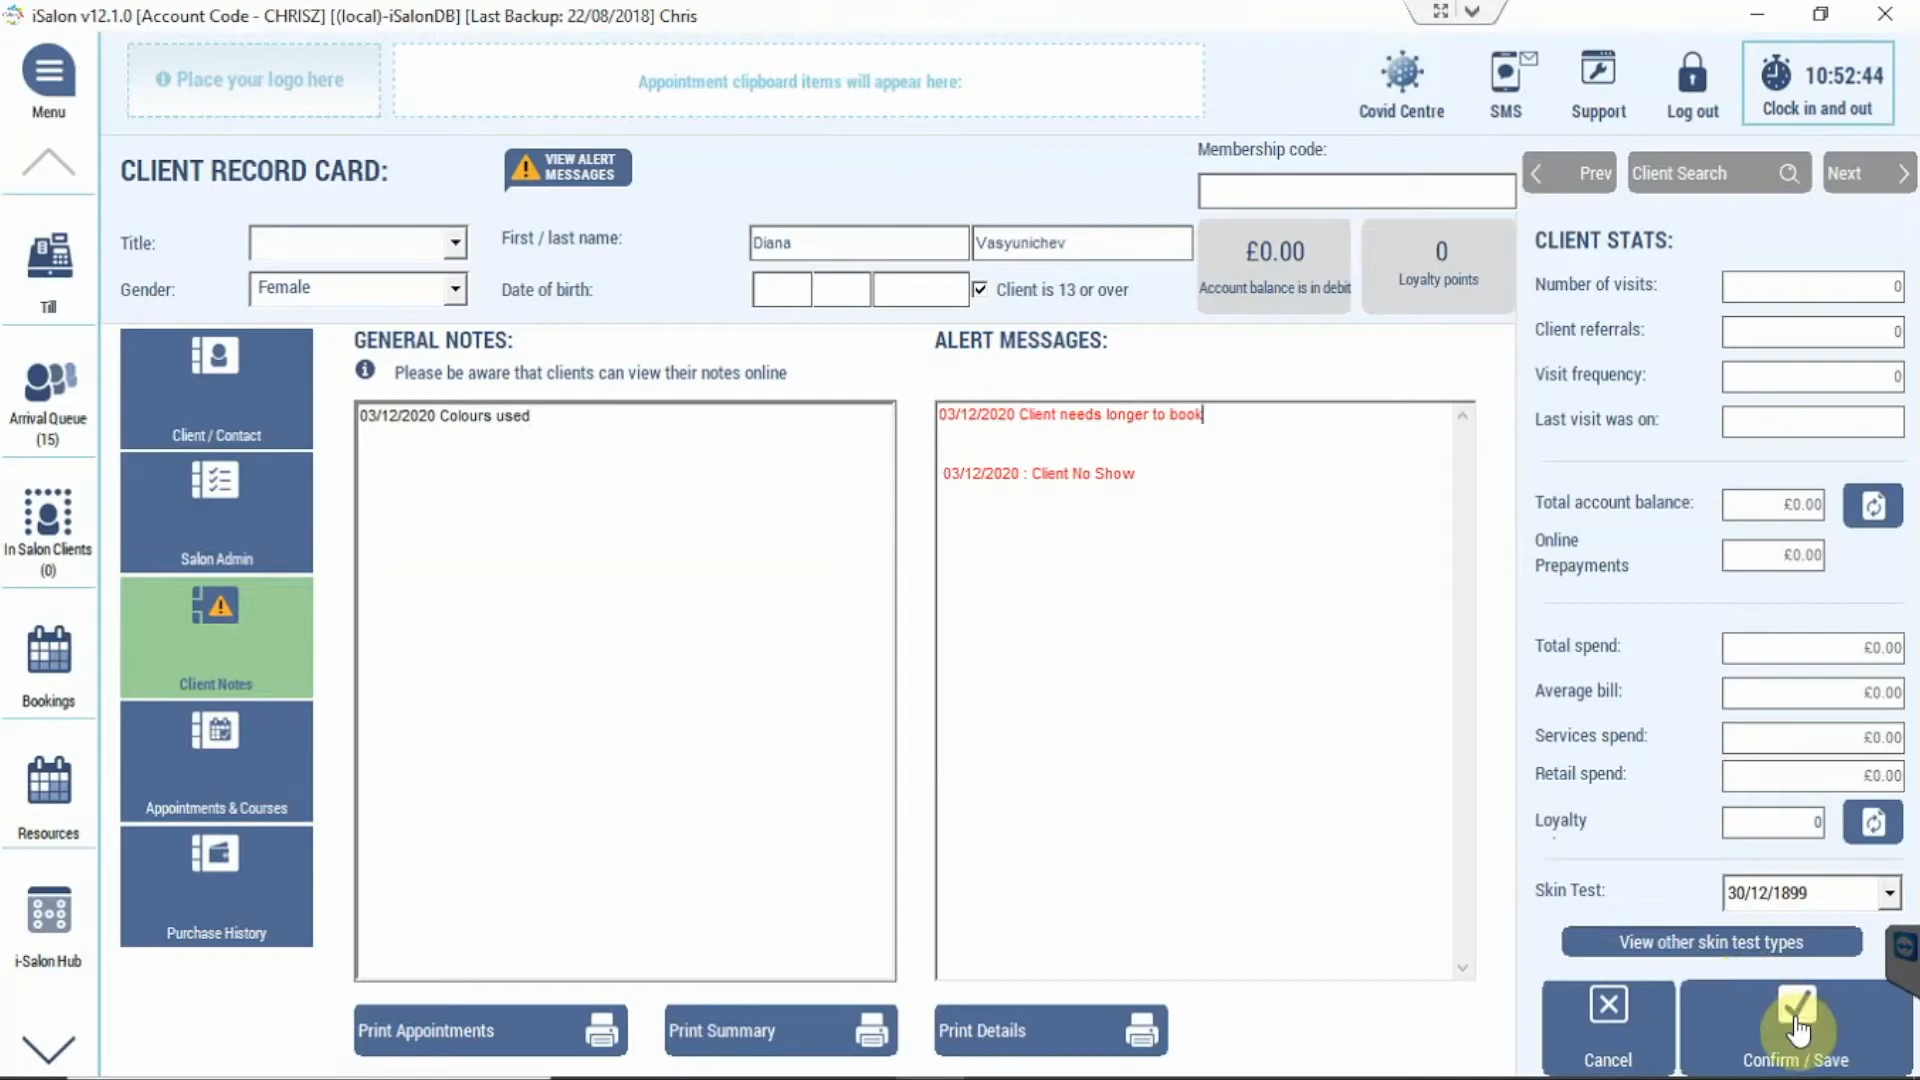 iSalon v12.1.0 [Account Code - CHRISZ] [(local)-iSalonDB] [Last Backup: 22/08/2018] Chris
Menu
Place your logo here
Appointment clipboard items will appear here:
Covid Centre
SMS
Support
Log out
10:52:44
Clock in and out
CLIENT RECORD CARD:
VIEW ALERT
MESSAGES
Membership code:
Prev
Client Search
Next
Title:
First / last name:
Diana
Vasyunichev
Gender:
Female
Date of birth:
Client is 13 or over
£0.00
Account balance is in debit
0
Loyalty points
Till
Arrival Queue
(15)
In Salon Clients
(0)
Bookings
Resources
i-Salon Hub
Client / Contact
Salon Admin
Client Notes
Appointments & Courses
Purchase History
GENERAL NOTES:
Please be aware that clients can view their notes online
03/12/2020 Colours used
ALERT MESSAGES:
03/12/2020 Client needs longer to book
03/12/2020 : Client No Show
Print Appointments
Print Summary
Print Details
CLIENT STATS:
Number of visits:
0
Client referrals:
0
Visit frequency:
0
Last visit was on:
Total account balance:
£0.00
Online
Prepayments
£0.00
Total spend:
£0.00
Average bill:
£0.00
Services spend:
£0.00
Retail spend:
£0.00
Loyalty
0
Skin Test:
30/12/1899
View other skin test types
Cancel
Confirm / Save